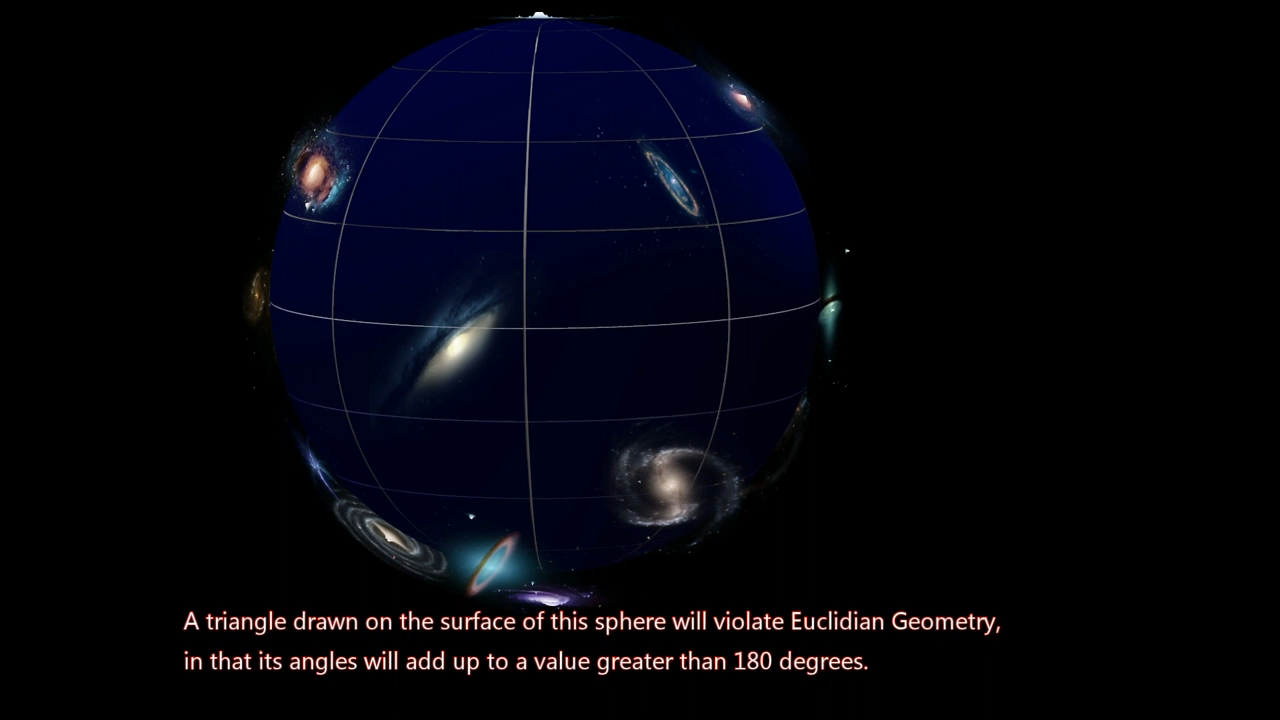 A triangle drawn on the surface of this sphere will violate Euclidian Geometry,
in that its angles will add up to a value greater than 180 degrees.